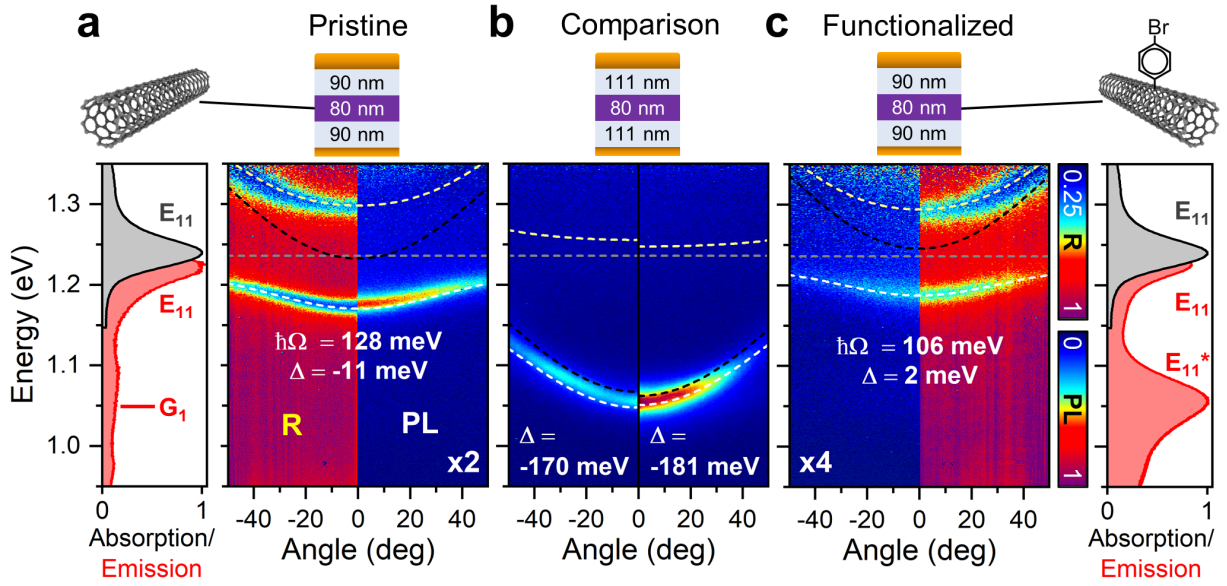 a
Pristine
b
Comparison
c
Functionalized
Br
90 nm
80 nm
90 nm
111 nm
80 nm
111 nm
90 nm
80 nm
90 nm
Energy (eV)
1.3
1.2
1.1
1.0
E₁₁
E₁₁
G₁
0
1
Absorption/
Emission
ħΩ = 128 meV
Δ = -11 meV
R
PL
x2
-40 -20 0 20 40
Angle (deg)
Δ =
-170 meV
Δ =
-181 meV
-40 -20 0 20 40
Angle (deg)
ħΩ = 106 meV
Δ = 2 meV
x4
-40 -20 0 20 40
Angle (deg)
0.25
R
1
0
PL
1
E₁₁
E₁₁
E₁₁*
0
1
Absorption/
Emission